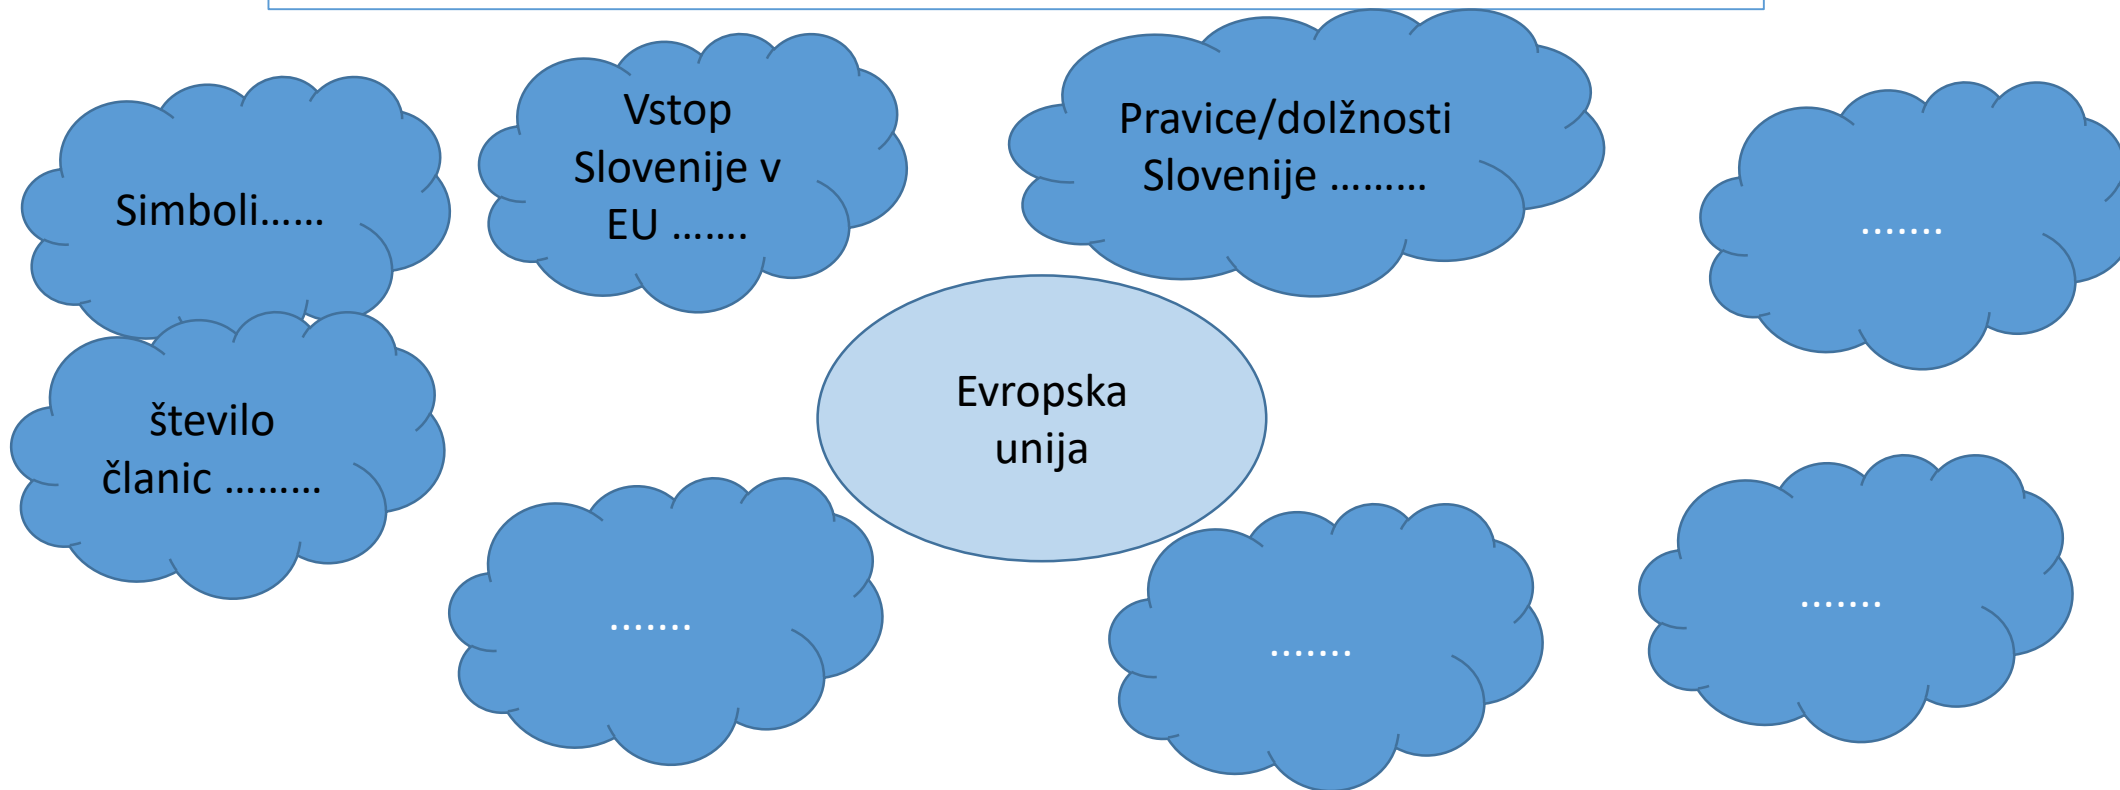 Simboli……
Vstop
Slovenije v
EU …….
Pravice/dolžnosti
Slovenije ………
…….
število
članic ………
Evropska
unija
…….
…….
…….